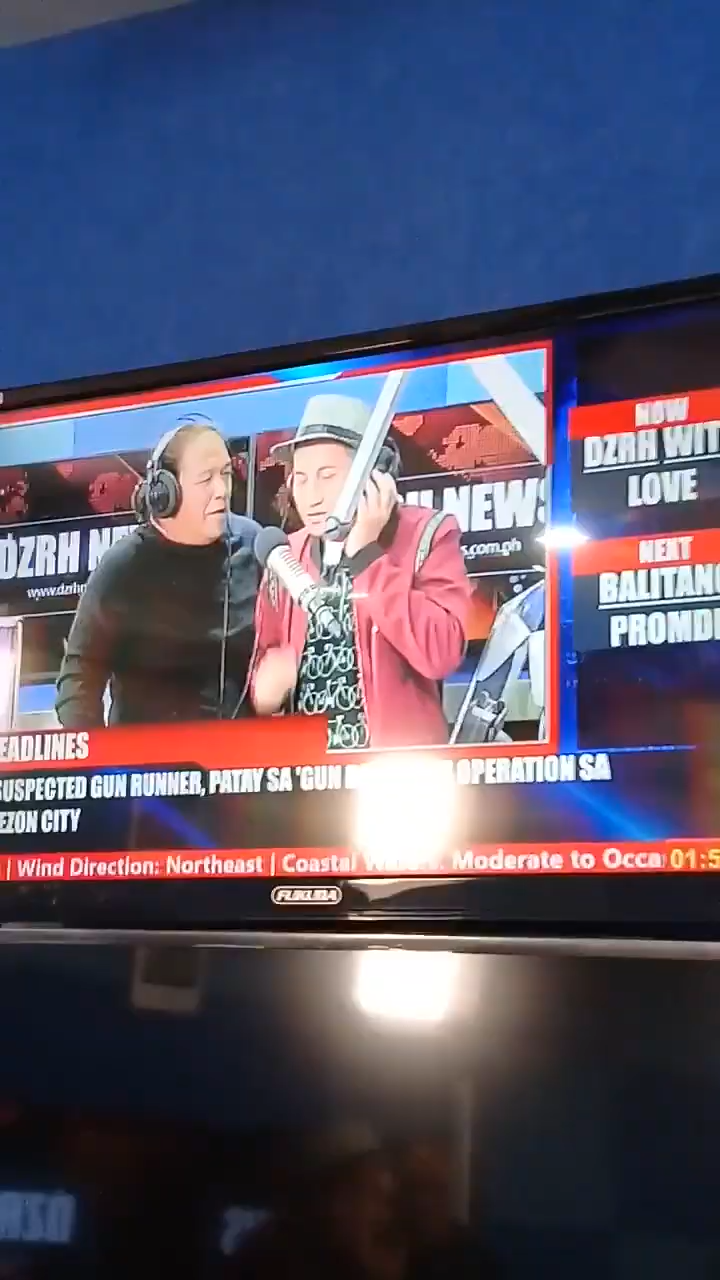 DZRH NE
H NEWS
www.dzrh
s.com.ph
NOW
DZRH WIT
LOVE
NEXT
BALITANG
PROMDI
EADLINES
SUSPECTED GUN RUNNER, PATAY SA 'GUN OPERATION SA
EZON CITY
| Wind Direction: Northeast | Coastal Moderate to Occa 01:5
FUKUDA